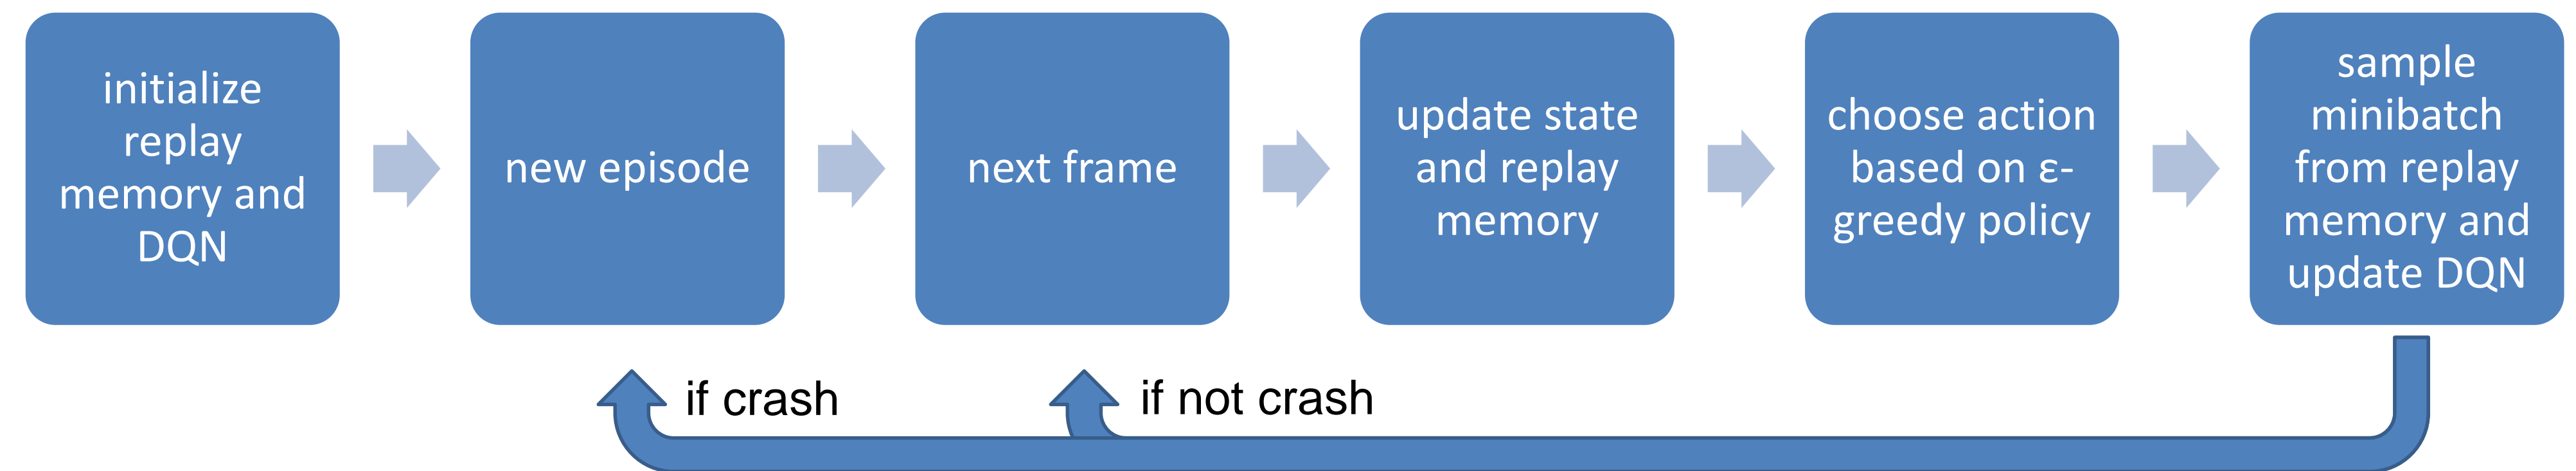 initialize
replay
memory and
DQN
new episode
next frame
update state
and replay
memory
choose action
based on ε-
greedy policy
sample
minibatch
from replay
memory and
update DQN
if crash
if not crash